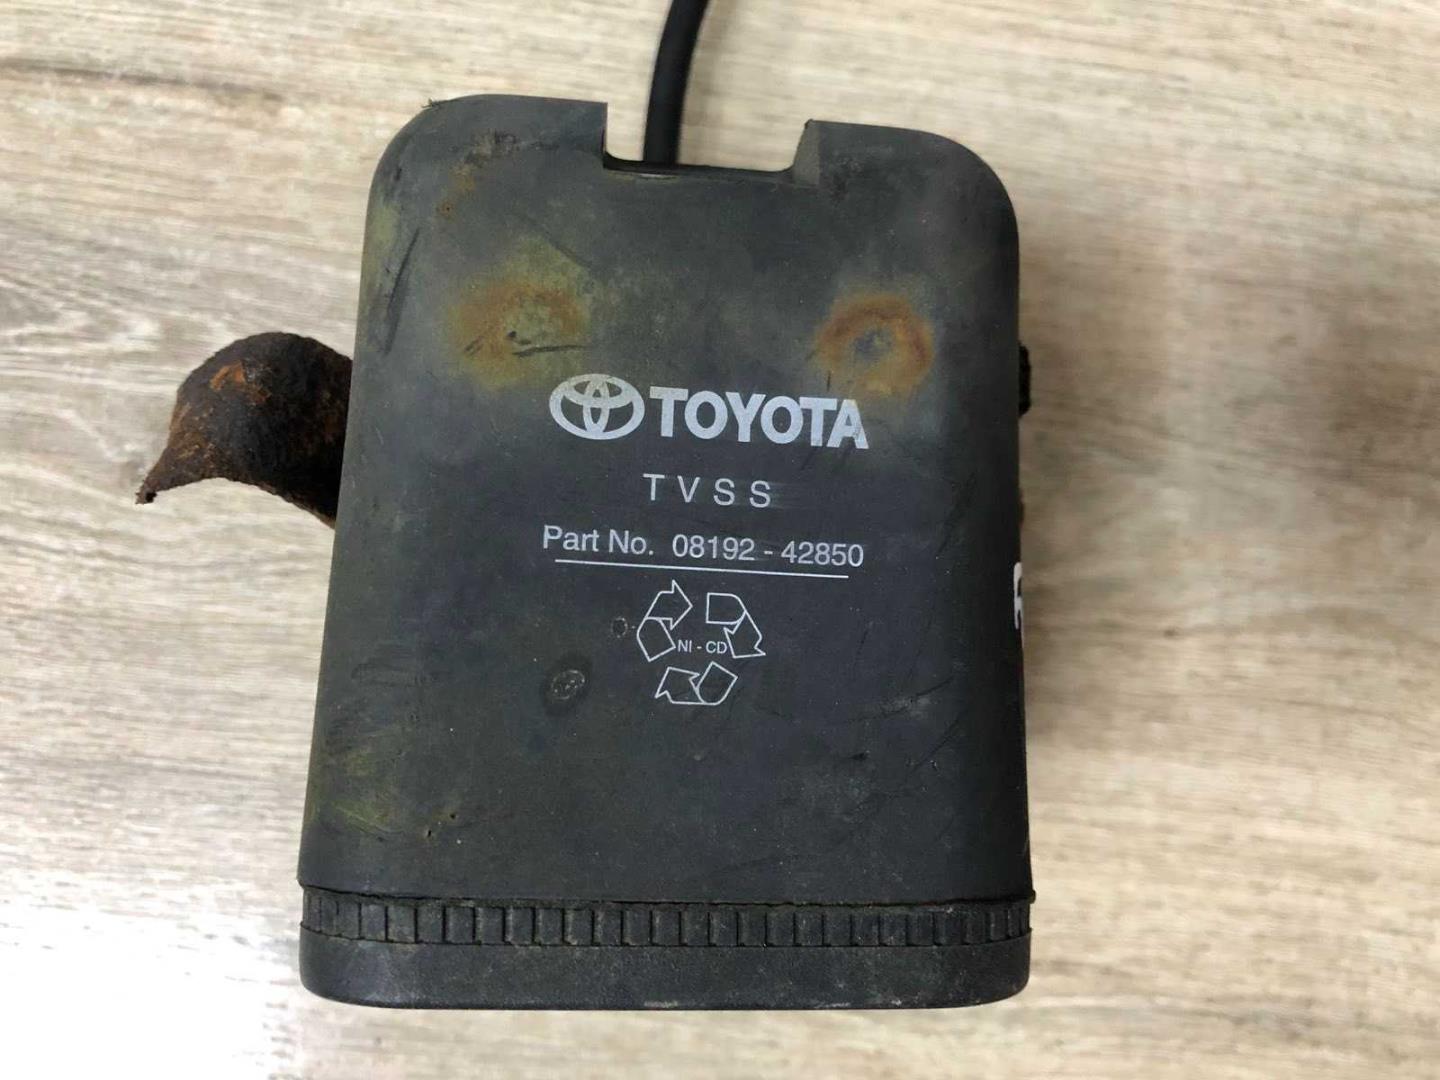 TOYOTA
TVSS
Part No. 08192 - 42850
NI - CD